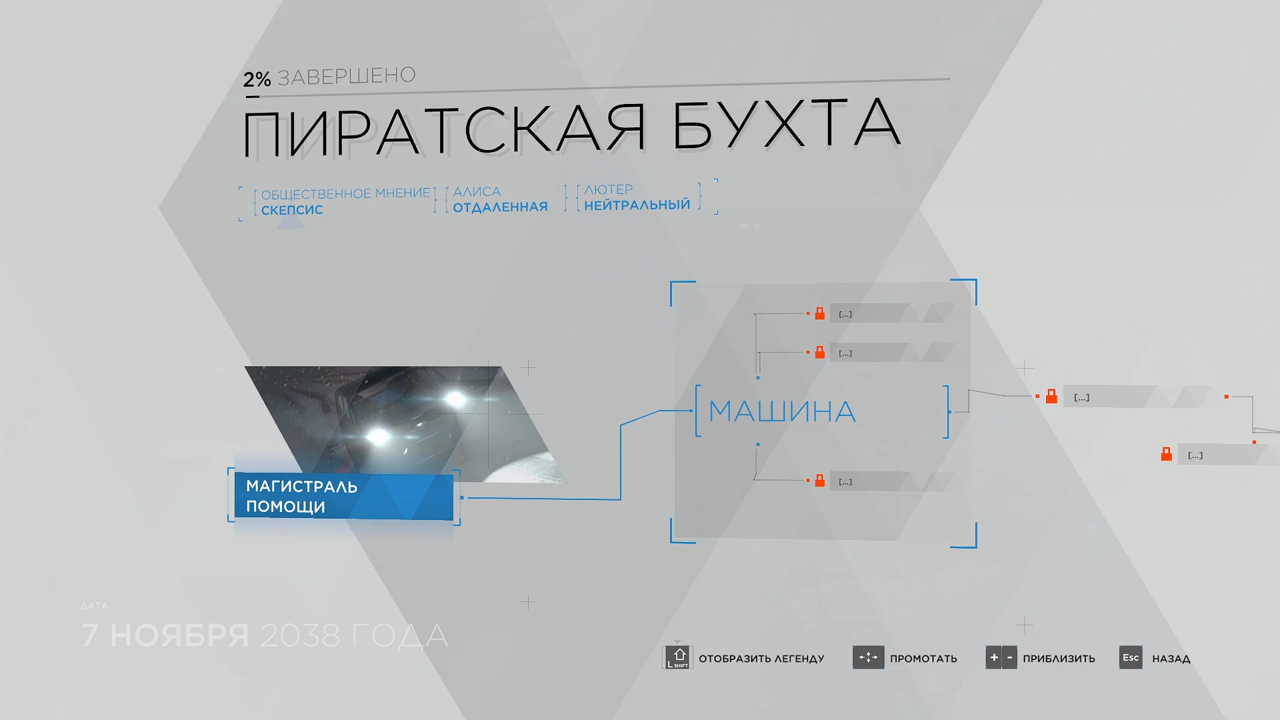 2% ЗАВЕРШЕНО
ПИРАТСКАЯ БУХТА
ОБЩЕСТВЕННОЕ МНЕНИЕ
СКЕПСИС
АЛИСА
ОТДАЛЕННАЯ
ЛЮТЕР
НЕЙТРАЛЬНЫЙ
[...]
[...]
МАШИНА
[...]
[...]
[...]
МАГИСТРАЛЬ
ПОМОЩИ
ДАТА
7 НОЯБРЯ 2038 ГОДА
L SHIFT ОТОБРАЗИТЬ ЛЕГЕНДУ
ПРОМОТАТЬ
+ - ПРИБЛИЗИТЬ
Esc НАЗАД